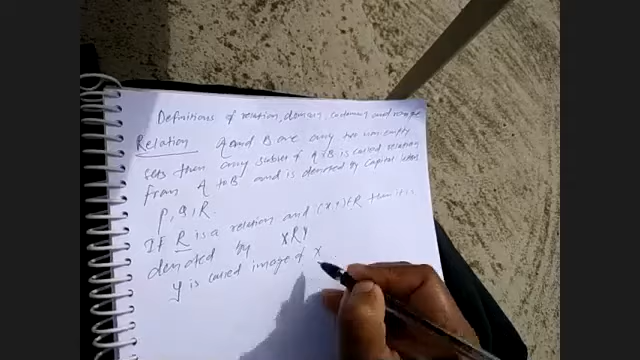 Definitions of relation, domain, codomain and range
Relation A and B are any two non empty
sets then any subset of A×B is called relation
from A to B and is denoted by capital letter
P, Q, R.
If R is a relation and (x,y)∈R then it is
denoted by xRy
y is called image of x